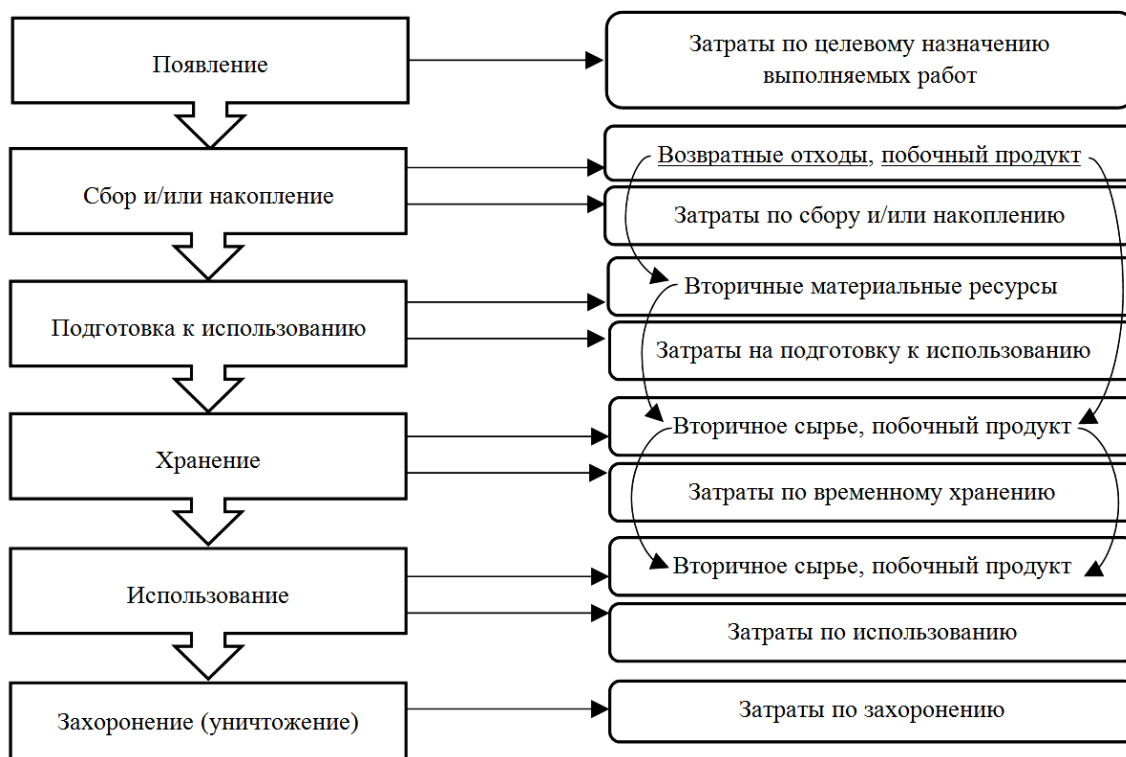 Появление
Затраты по целевому назначению
выполняемых работ
Сбор и/или накопление
Возвратные отходы, побочный продукт
Затраты по сбору и/или накоплению
Подготовка к использованию
Вторичные материальные ресурсы
Затраты на подготовку к использованию
Хранение
Вторичное сырье, побочный продукт
Затраты по временному хранению
Использование
Вторичное сырье, побочный продукт
Затраты по использованию
Захоронение (уничтожение)
Затраты по захоронению